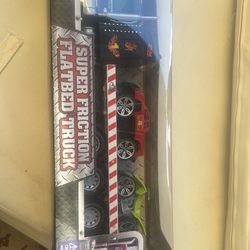 SUPER FRICTION
FLATBED TRUCK